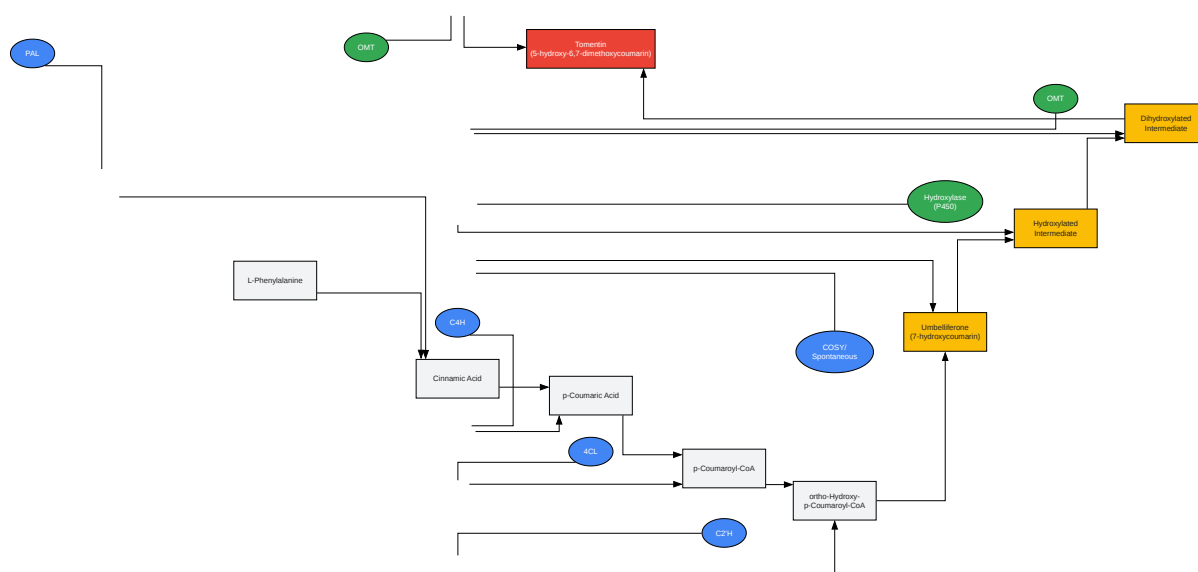 Tomentin
(5-hydroxy-6,7-dimethoxycoumarin)
OMT
PAL
OMT
Dihydroxylated
Intermediate
Hydroxylase
(P450)
Hydroxylated
Intermediate
L-Phenylalanine
C4H
Umbelliferone
(7-hydroxycoumarin)
COSY/
Spontaneous
Cinnamic Acid
p-Coumaric Acid
4CL
p-Coumaroyl-CoA
ortho-Hydroxy-
p-Coumaroyl-CoA
C2'H